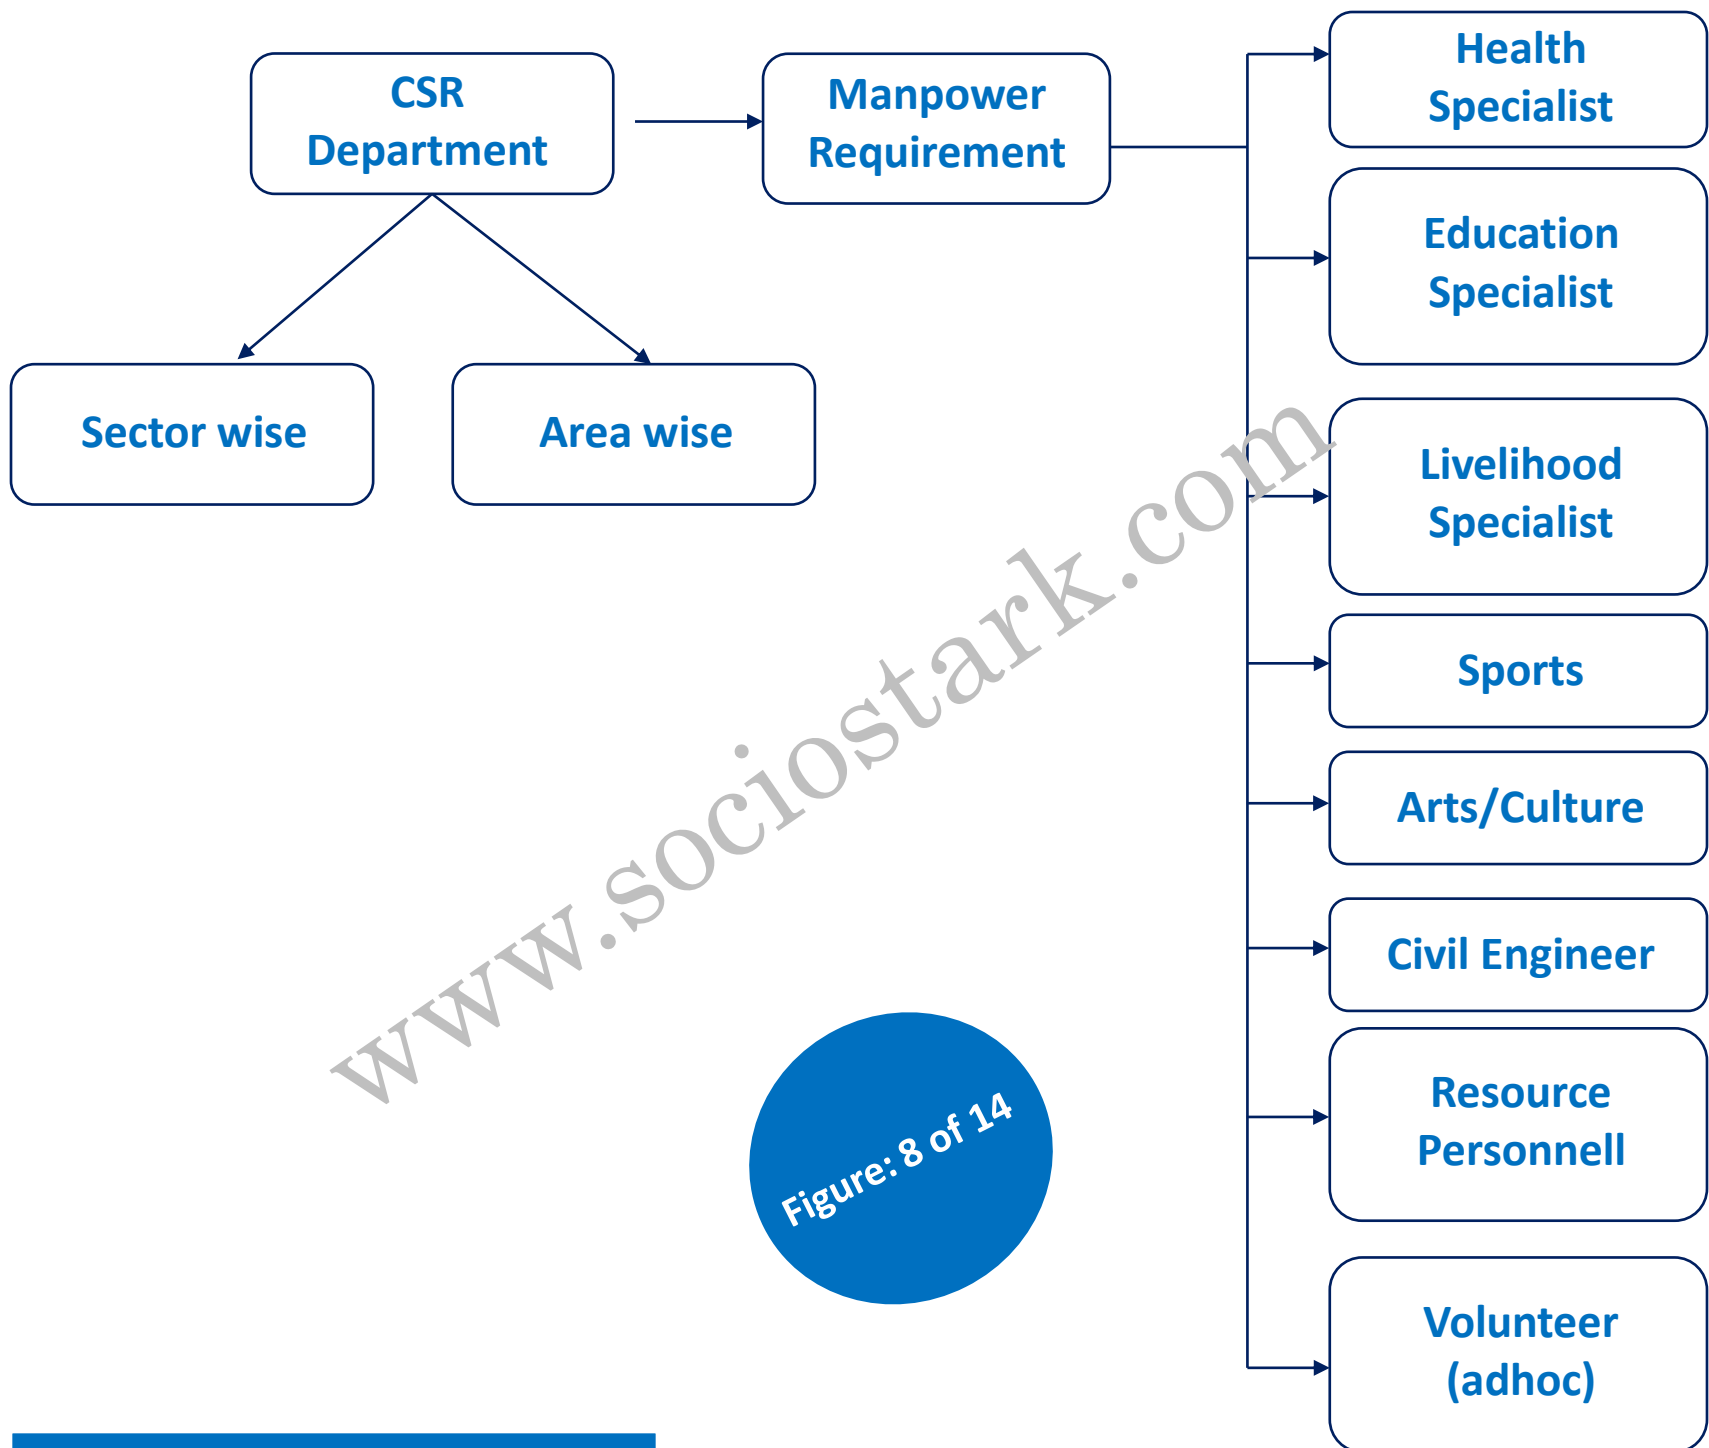 CSR
Department
Manpower
Requirement
Health
Specialist
Education
Specialist
Sector wise
Area wise
Livelihood
Specialist
Sports
Arts/Culture
Civil Engineer
Resource
Personnell
Volunteer
(adhoc)
www.sociostark.com
Figure: 8 of 14